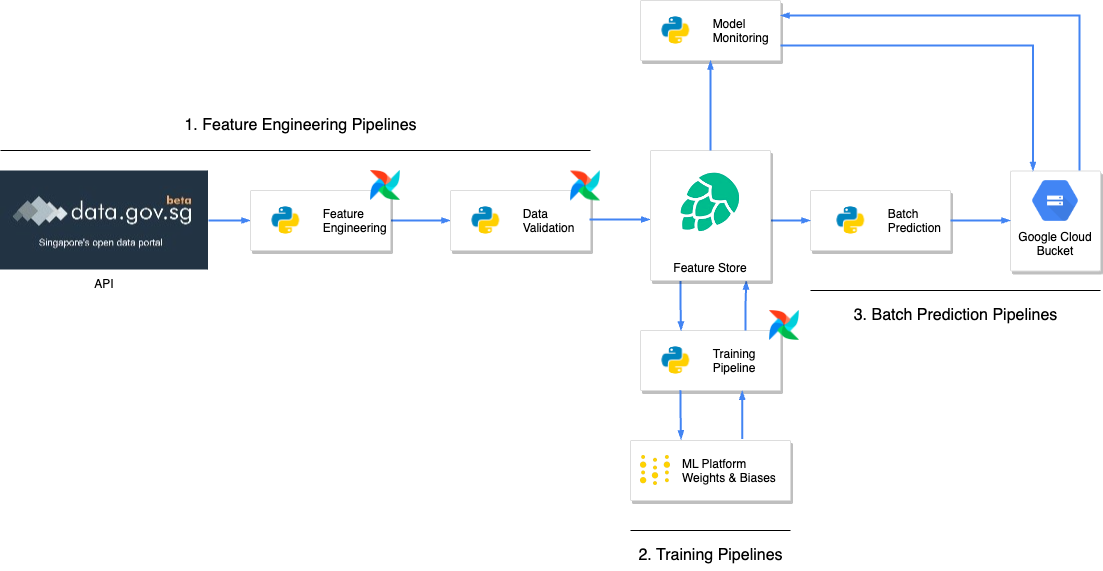 Model
Monitoring
1. Feature Engineering Pipelines
beta
data.gov.sg
Singapore's open data portal
API
Feature
Engineering
Data
Validation
Feature Store
Batch
Prediction
Google Cloud
Bucket
3. Batch Prediction Pipelines
Training
Pipeline
ML Platform
Weights & Biases
2. Training Pipelines